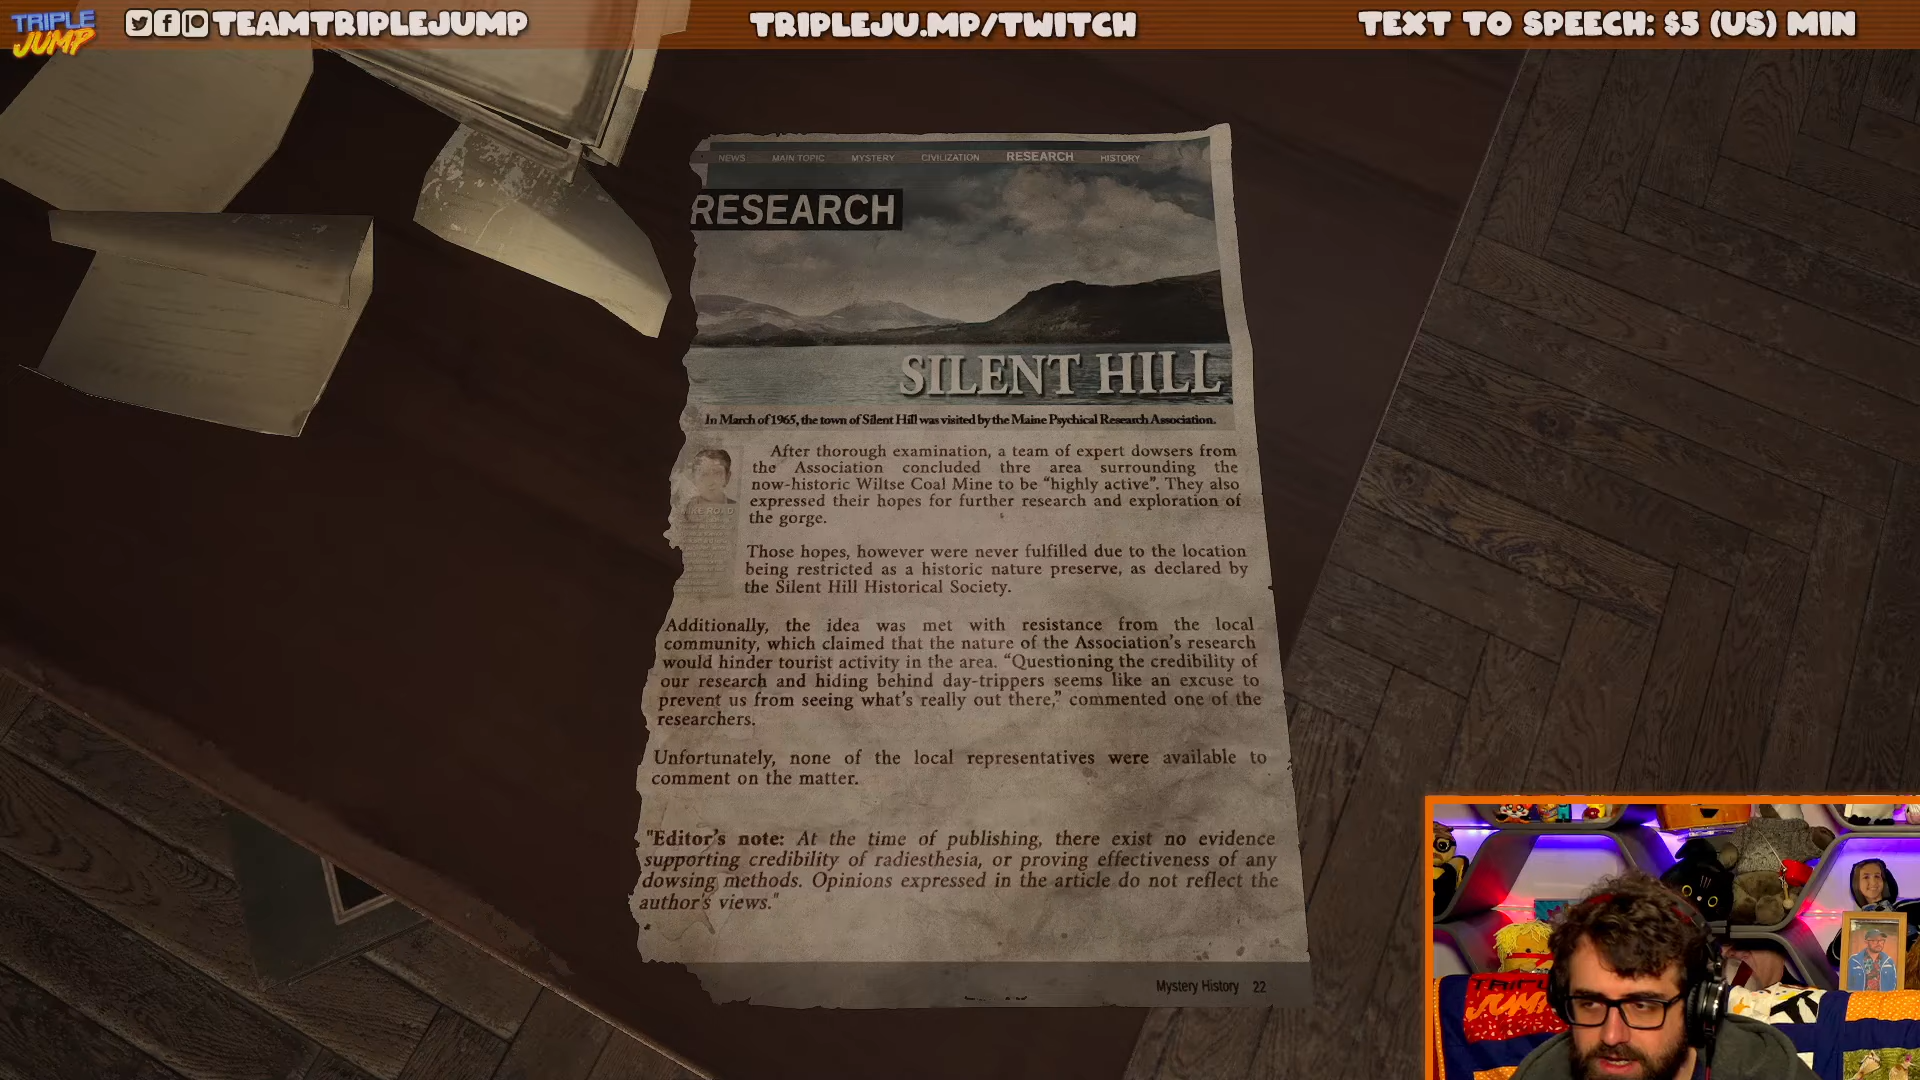 TRIPLE
JUMP
TEAMTRIPLEJUMP
TRIPLEJU.MP/TWITCH
TEXT TO SPEECH: $5 (US) MIN
NEWS MAIN TOPIC MYSTERY CIVILIZATION RESEARCH HISTORY
RESEARCH
SILENT HILL
In March of 1965, the town of Silent Hill was visited by the Maine Psychical Research Association.
After thorough examination, a team of expert dowsers from
the Association concluded thre area surrounding the
now-historic Wiltse Coal Mine to be “highly active”. They also
expressed their hopes for further research and exploration of
the gorge.
Those hopes, however were never fulfilled due to the location
being restricted as a historic nature preserve, as declared by
the Silent Hill Historical Society.
Additionally, the idea was met with resistance from the local
community, which claimed that the nature of the Association's research
would hinder tourist activity in the area. “Questioning the credibility of
our research and hiding behind day-trippers seems like an excuse to
prevent us from seeing what's really out there,” commented one of the
researchers.
Unfortunately, none of the local representatives were available to
comment on the matter.
"Editor's note: At the time of publishing, there exist no evidence
supporting credibility of radiesthesia, or proving effectiveness of any
dowsing methods. Opinions expressed in the article do not reflect the
author's views."
Mystery History 22